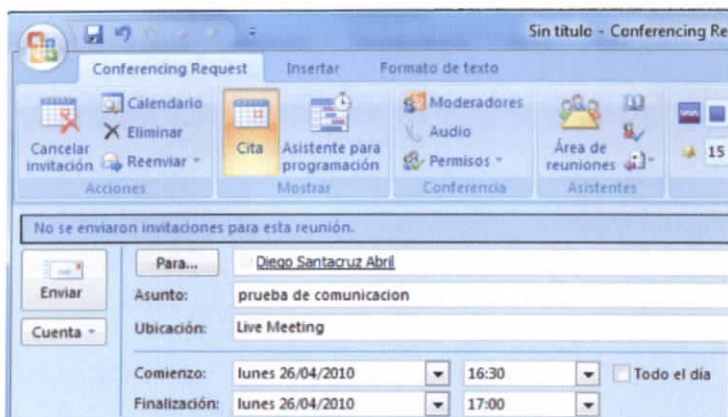 Sin título - Conferencing Re
Conferencing Request Insertar Formato de texto
Cancelar invitación
Calendario
Eliminar
Reenviar
Acciones
Cita
Asistente para programación
Mostrar
Moderadores
Audio
Permisos
Conferencia
Área de reuniones
Asistentes
15
No se enviaron invitaciones para esta reunión.
Enviar
Cuenta
Para... Diego Santacruz Abril
Asunto: prueba de comunicacion
Ubicación: Live Meeting
Comienzo: lunes 26/04/2010 16:30 Todo el día
Finalización: lunes 26/04/2010 17:00